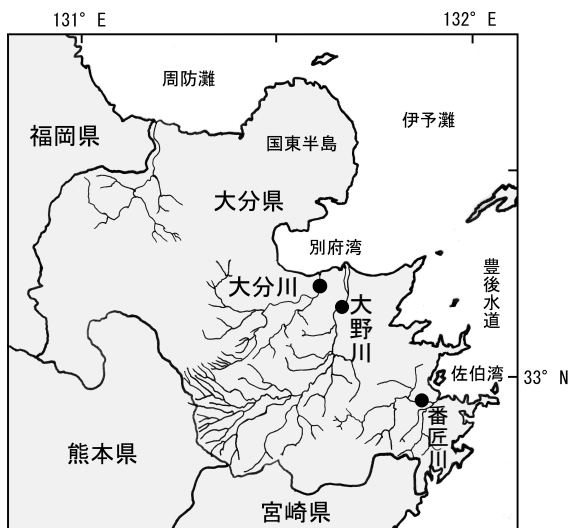 131° E
132° E
周防灘
伊予灘
福岡県
国東半島
大分県
別府湾
豊後水道
大分川
大野川
佐伯湾
33° N
番匠川
熊本県
宮崎県